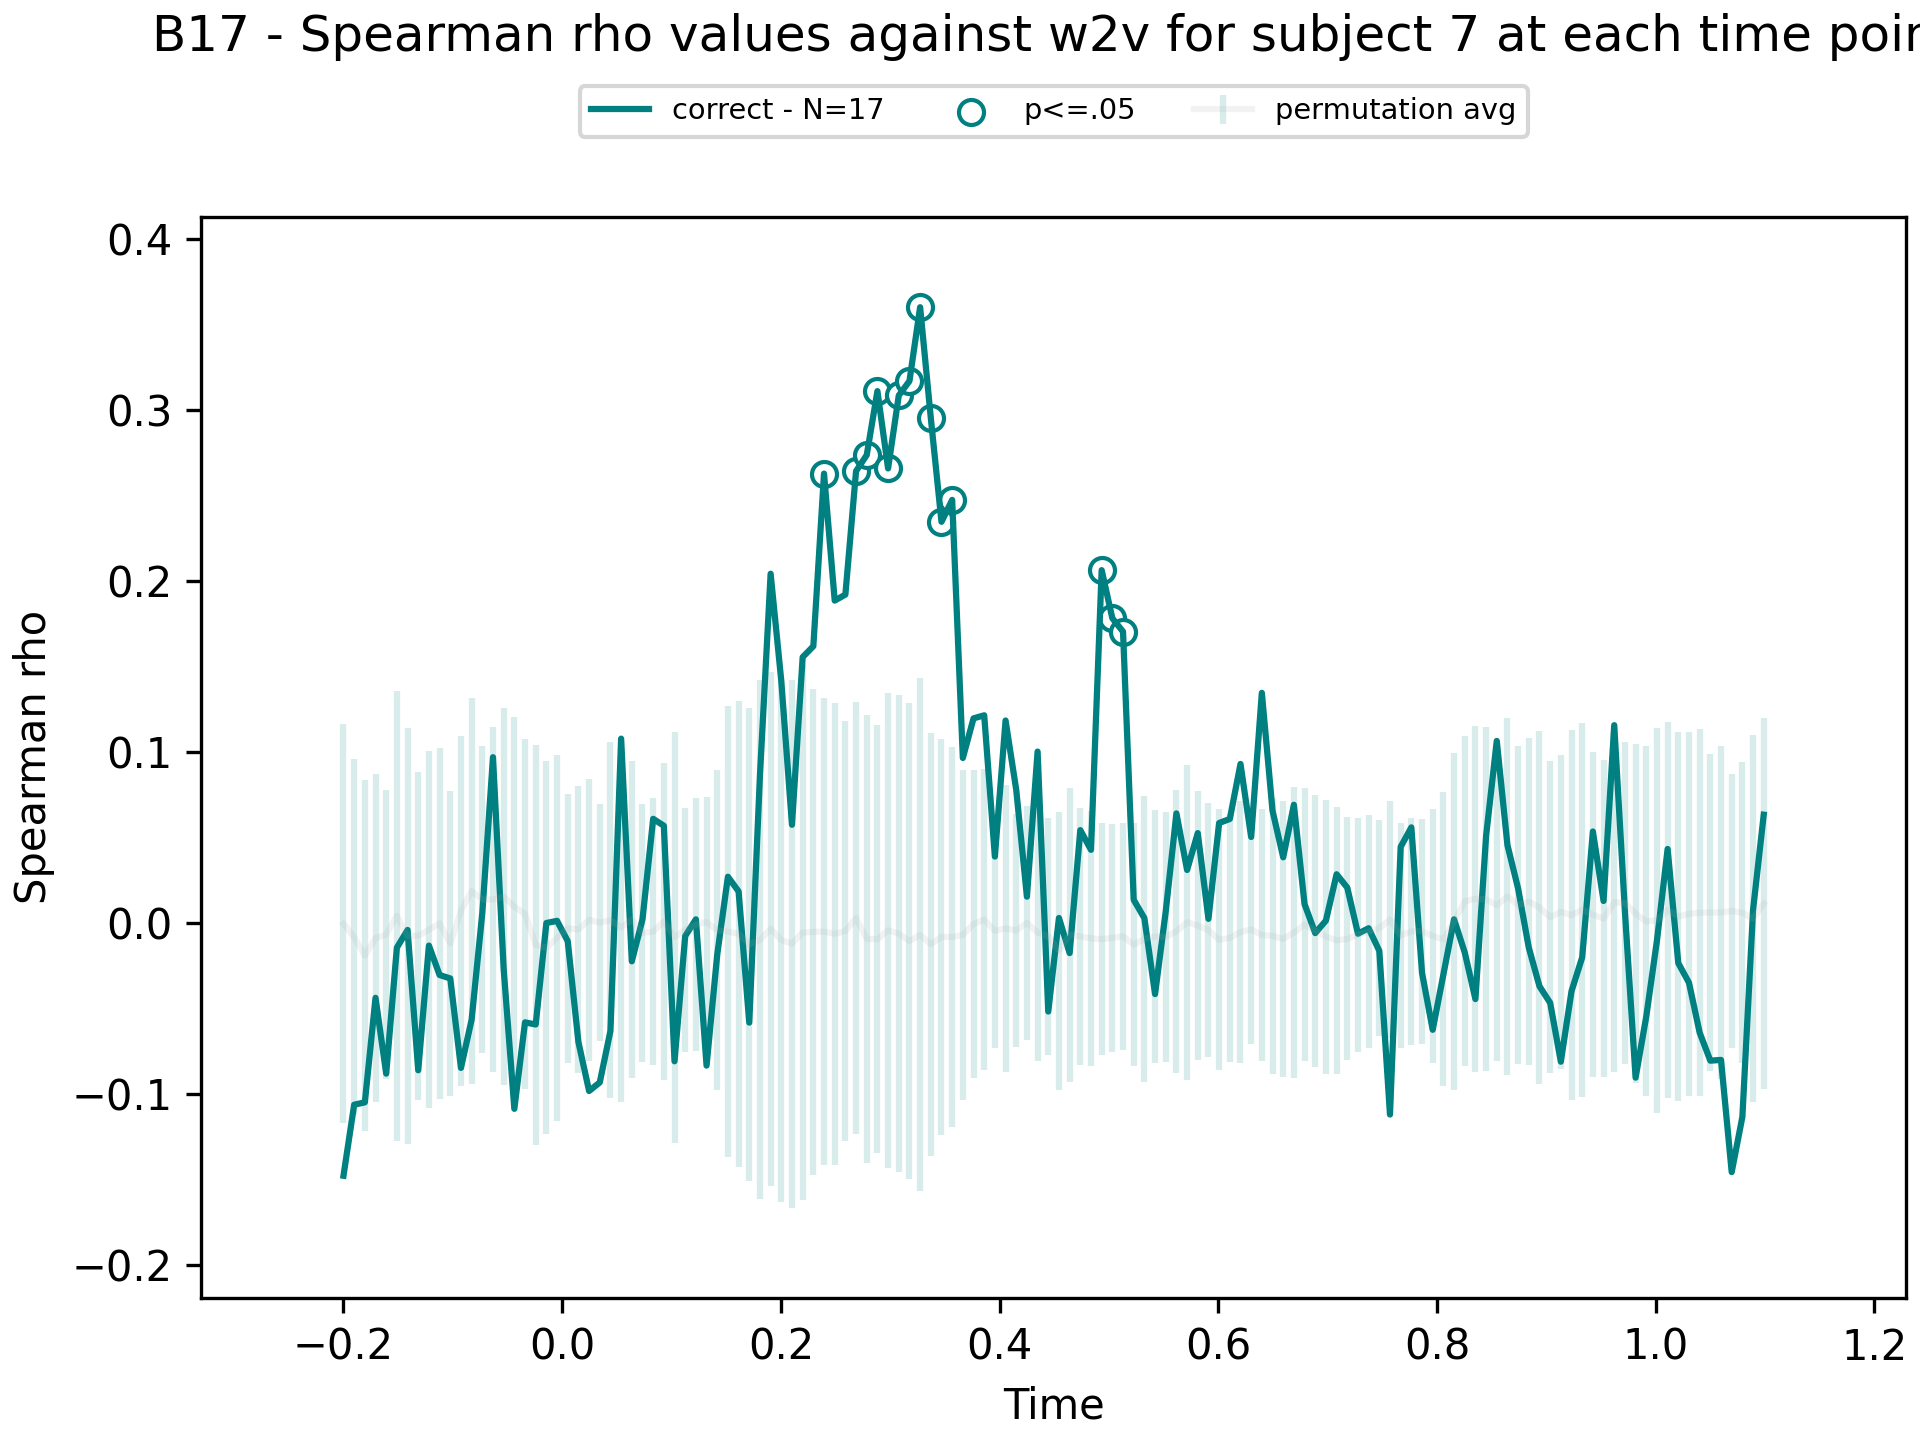 B17 - Spearman rho values against w2v for subject 7 at each time
correct - N=17 p<=.05 permutation avg
0.4
0.3
0.2
0.1
0.0
−0.1
−0.2
Spearman rho
−0.2 0.0 0.2 0.4 0.6 0.8 1.0 1.2
Time